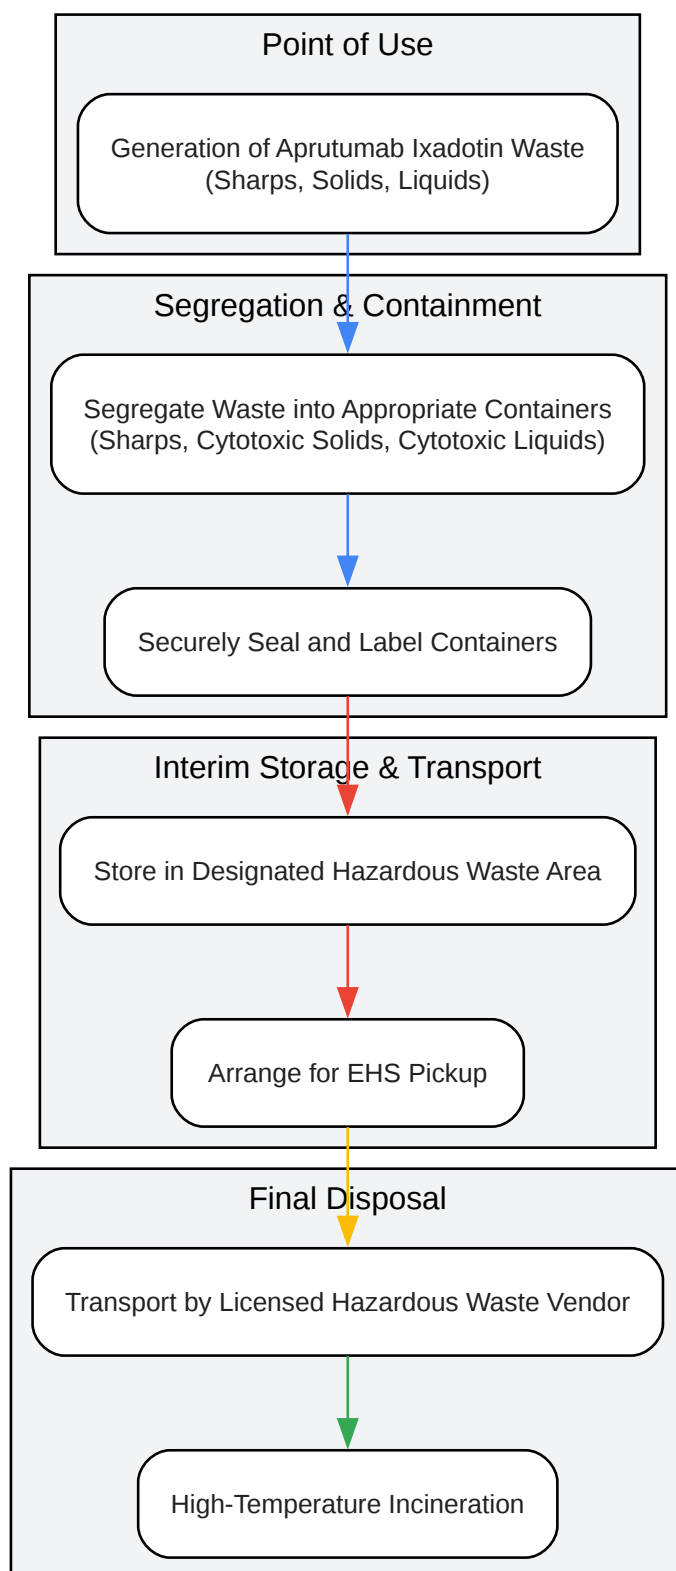 Point of Use
Generation of Aprutumab Ixadotin Waste
(Sharps, Solids, Liquids)
Segregation & Containment
Segregate Waste into Appropriate Containers
(Sharps, Cytotoxic Solids, Cytotoxic Liquids)
Securely Seal and Label Containers
Interim Storage & Transport
Store in Designated Hazardous Waste Area
Arrange for EHS Pickup
Final Disposal
Transport by Licensed Hazardous Waste Vendor
High-Temperature Incineration